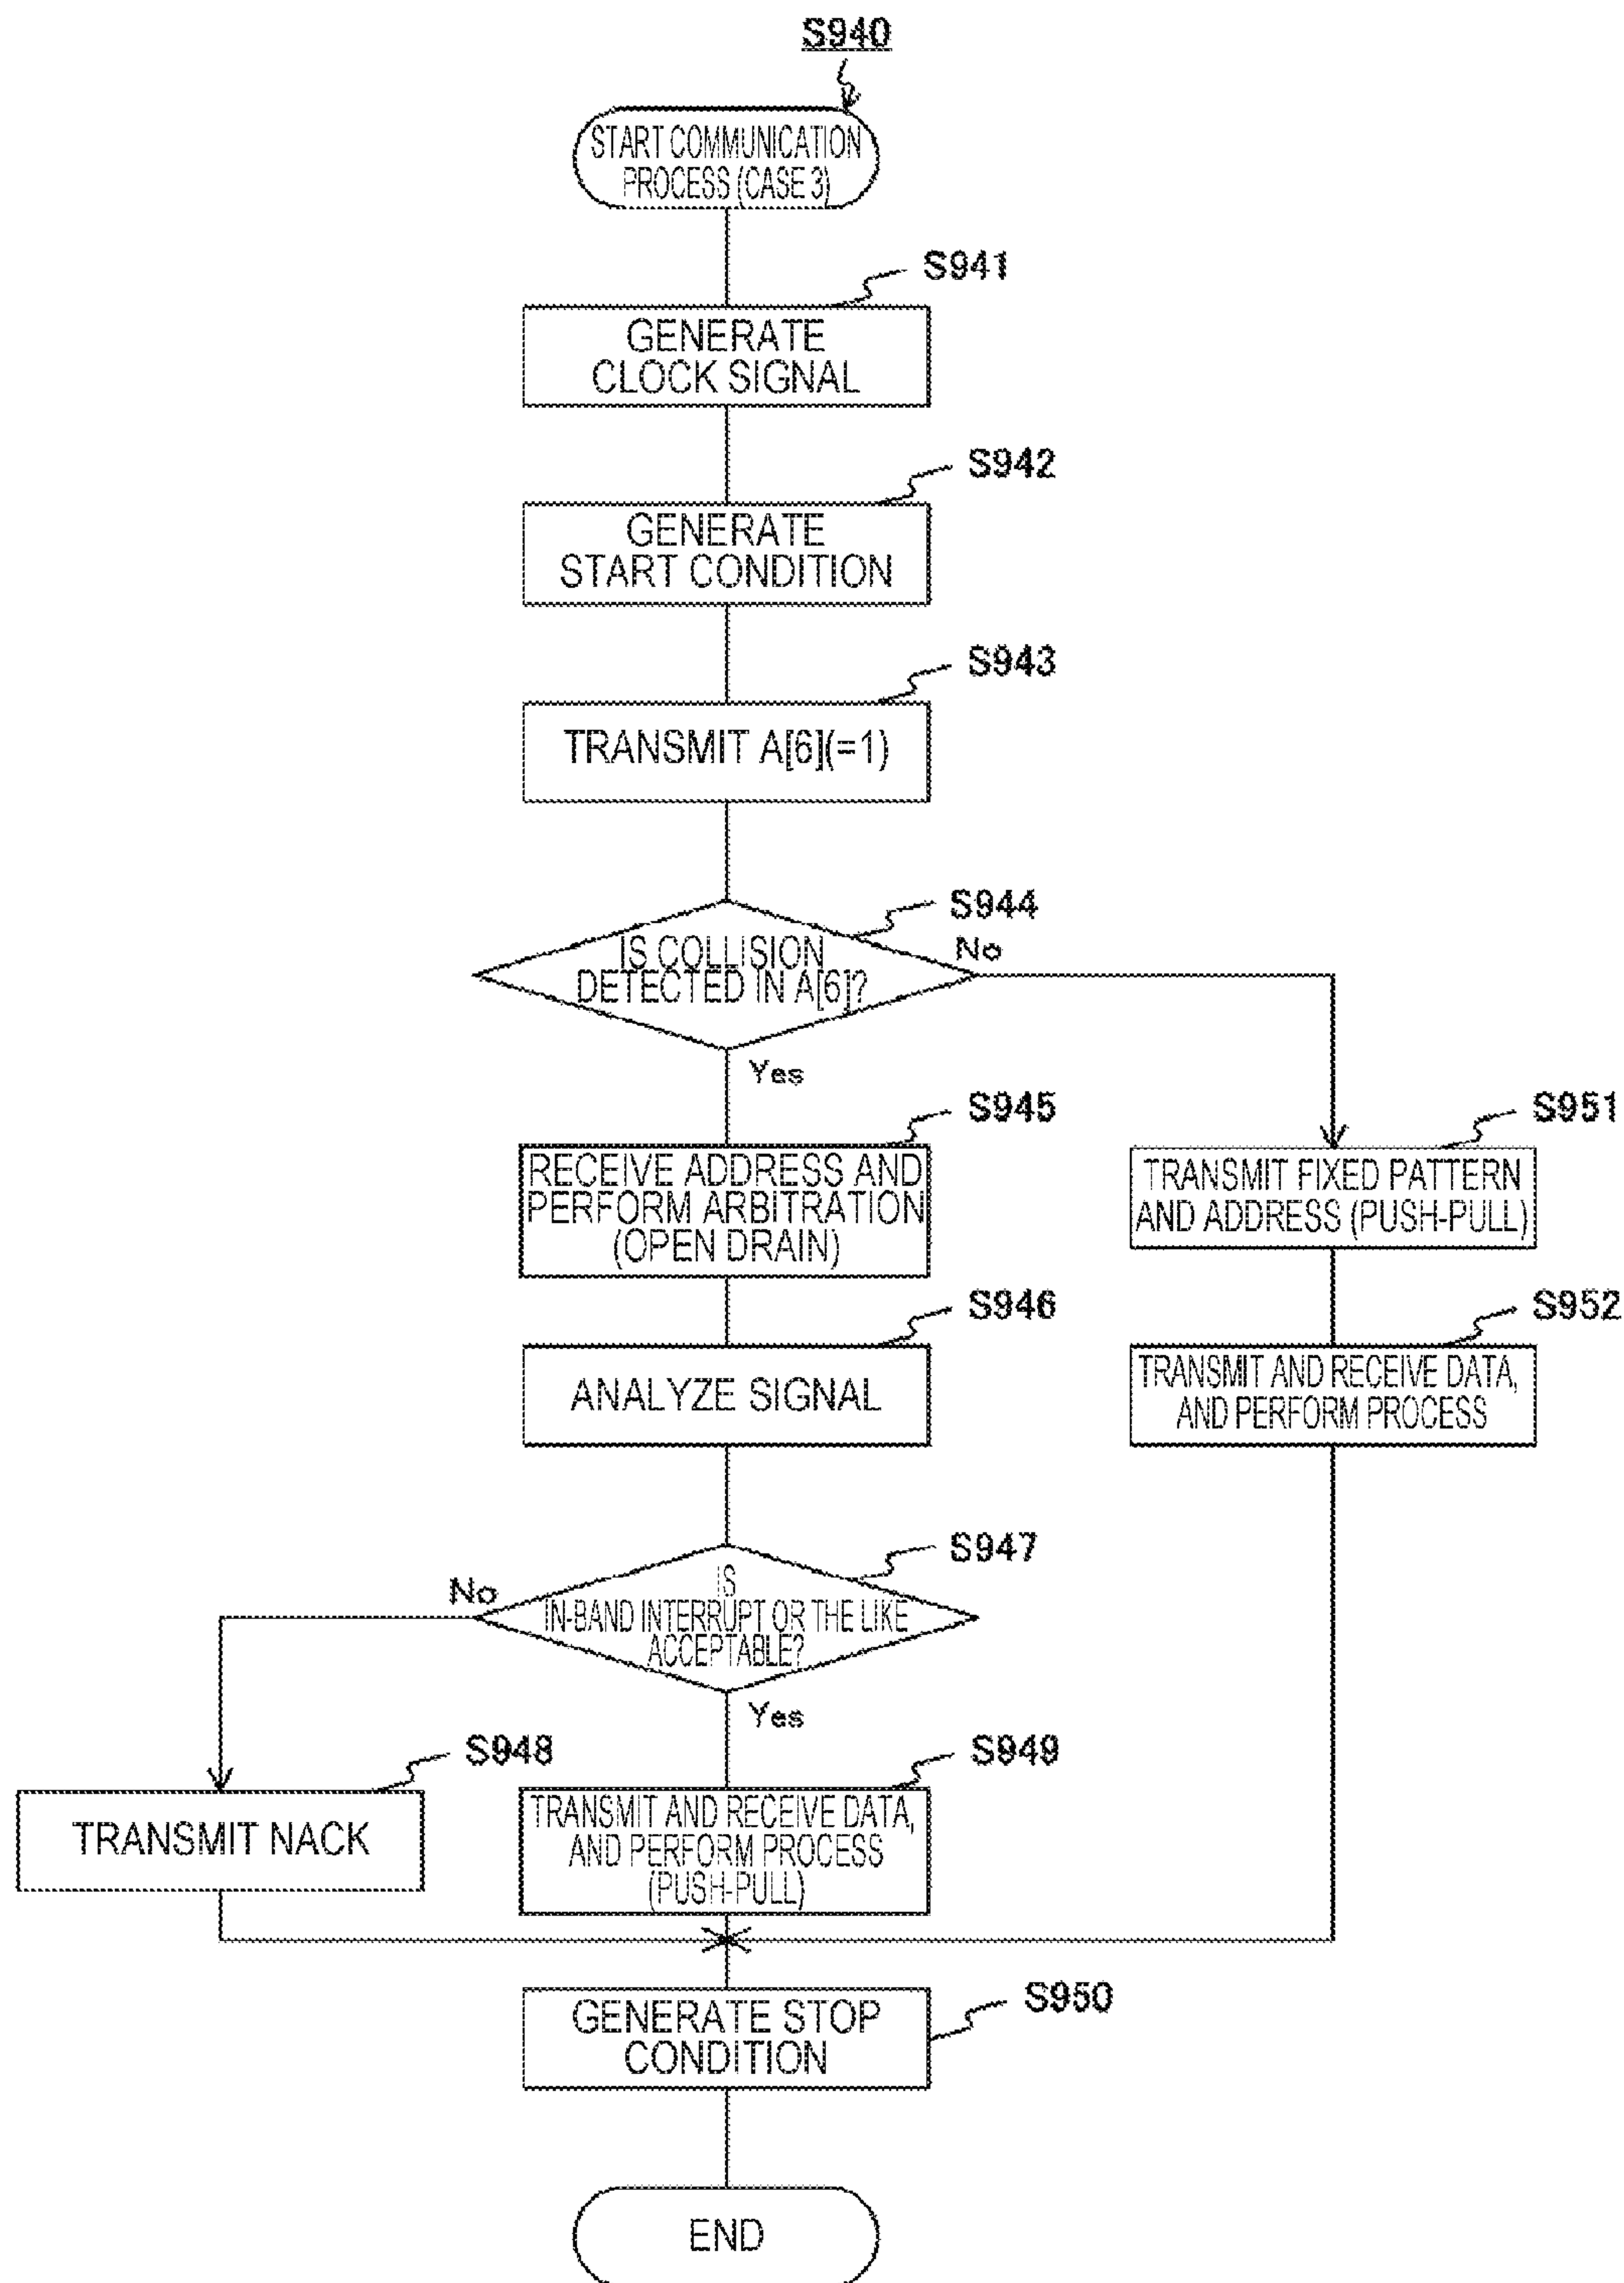 S940
START COMMUNICATION
PROCESS (CASE 3)
S941
GENERATE
CLOCK SIGNAL
S942
GENERATE
START CONDITION
S943
TRANSMIT A[6](=1)
S944
IS COLLISION
DETECTED IN A[6]?
No
Yes
S945
RECEIVE ADDRESS AND
PERFORM ARBITRATION
(OPEN DRAIN)
S951
TRANSMIT FIXED PATTERN
AND ADDRESS (PUSH-PULL)
S946
ANALYZE SIGNAL
S952
TRANSMIT AND RECEIVE DATA,
AND PERFORM PROCESS
S947
IS
IN-BAND INTERRUPT OR THE LIKE
ACCEPTABLE?
No
Yes
S948
TRANSMIT NACK
S949
TRANSMIT AND RECEIVE DATA,
AND PERFORM PROCESS
(PUSH-PULL)
S950
GENERATE STOP
CONDITION
END